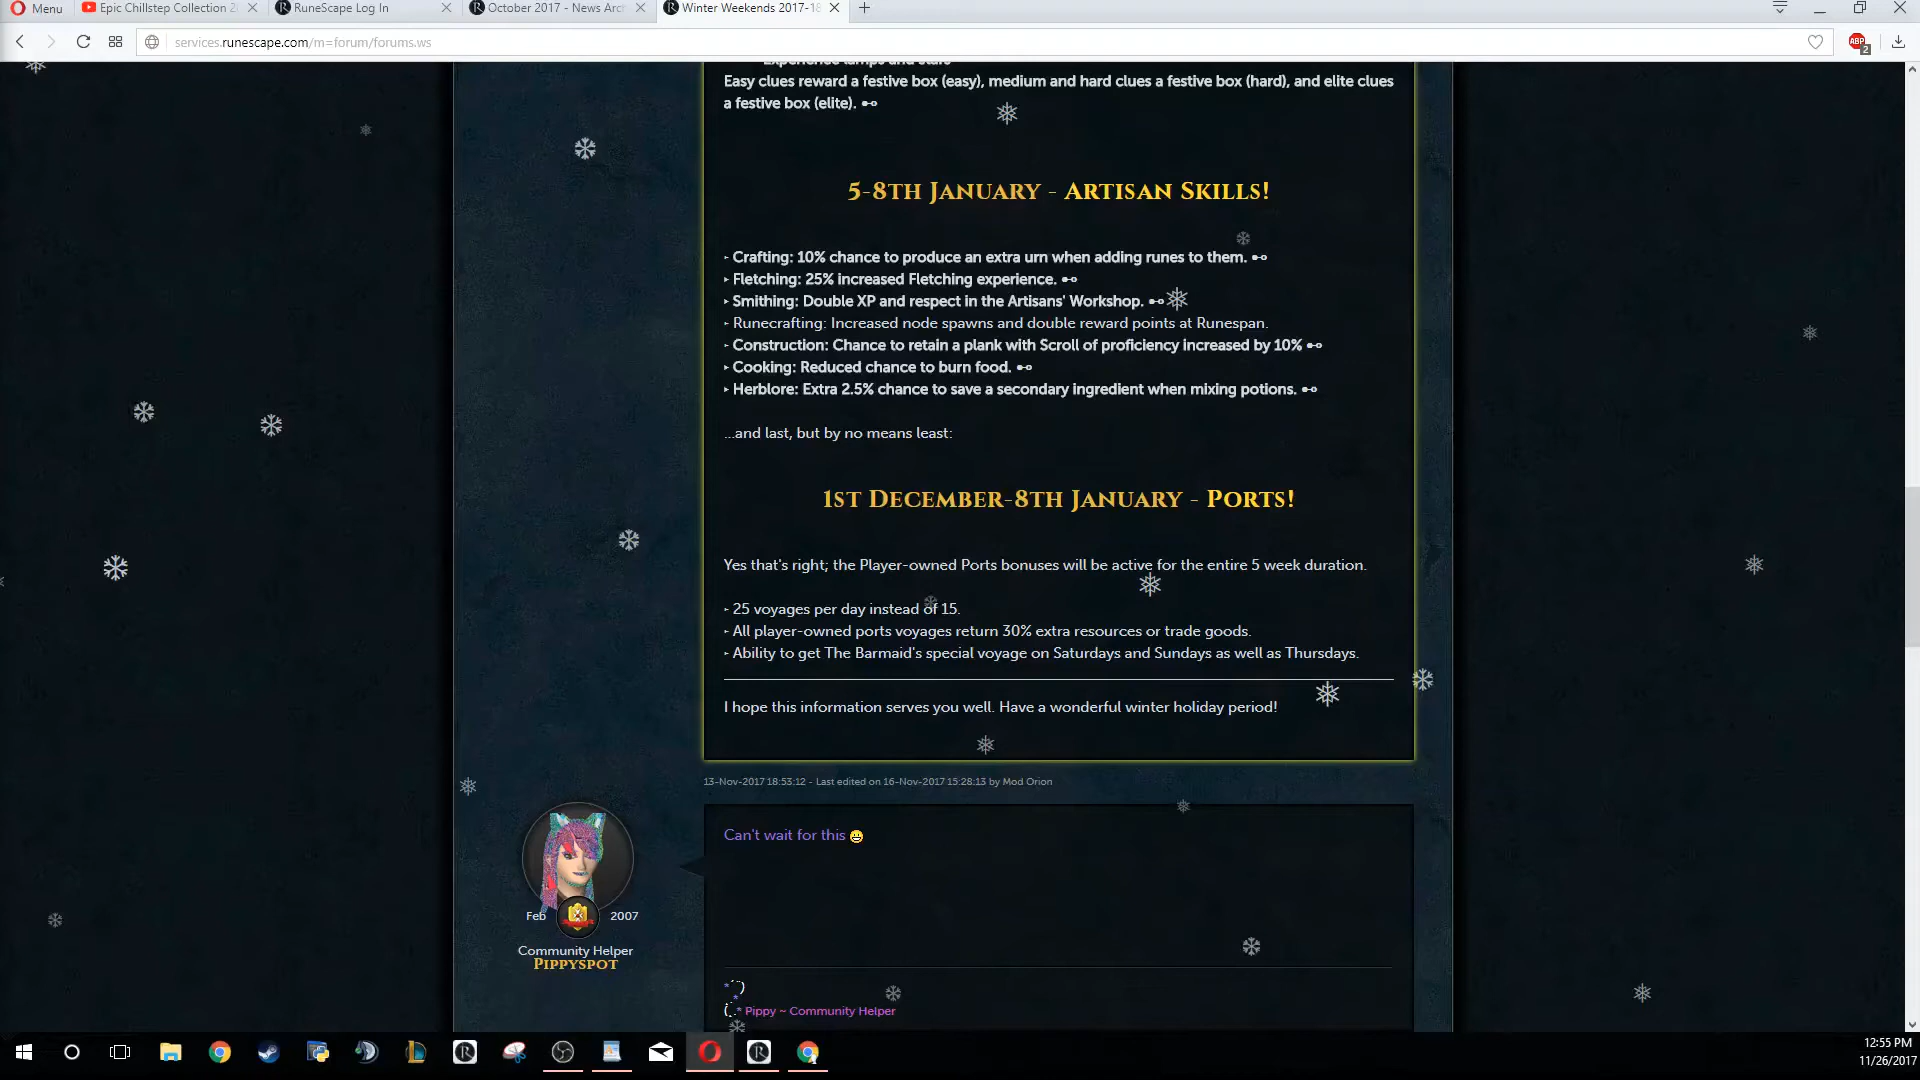 Menu
Epic Chillstep Collection 2
RuneScape Log In
October 2017 - News Arc
Winter Weekends 2017-18
services.runescape.com/m=forum/forums.ws
ABP
2
Experience lamps and stars
Easy clues reward a festive box (easy), medium and hard clues a festive box (hard), and elite clues
a festive box (elite).
5-8th January - Artisan Skills!
Crafting: 10% chance to produce an extra urn when adding runes to them.
Fletching: 25% increased Fletching experience.
Smithing: Double XP and respect in the Artisans' Workshop.
Runecrafting: Increased node spawns and double reward points at Runespan.
Construction: Chance to retain a plank with Scroll of proficiency increased by 10%
Cooking: Reduced chance to burn food.
Herblore: Extra 2.5% chance to save a secondary ingredient when mixing potions.
...and last, but by no means least:
1st December-8th January - Ports!
Yes that's right; the Player-owned Ports bonuses will be active for the entire 5 week duration.
25 voyages per day instead of 15.
All player-owned ports voyages return 30% extra resources or trade goods.
Ability to get The Barmaid's special voyage on Saturdays and Sundays as well as Thursdays.
I hope this information serves you well. Have a wonderful winter holiday period!
13-Nov-2017 18:53:12 - Last edited on 16-Nov-2017 15:28:13 by Mod Orion
Can't wait for this
Feb 2007
Community Helper
Pippyspot
* Pippy ~ Community Helper
12:55 PM
11/26/2017